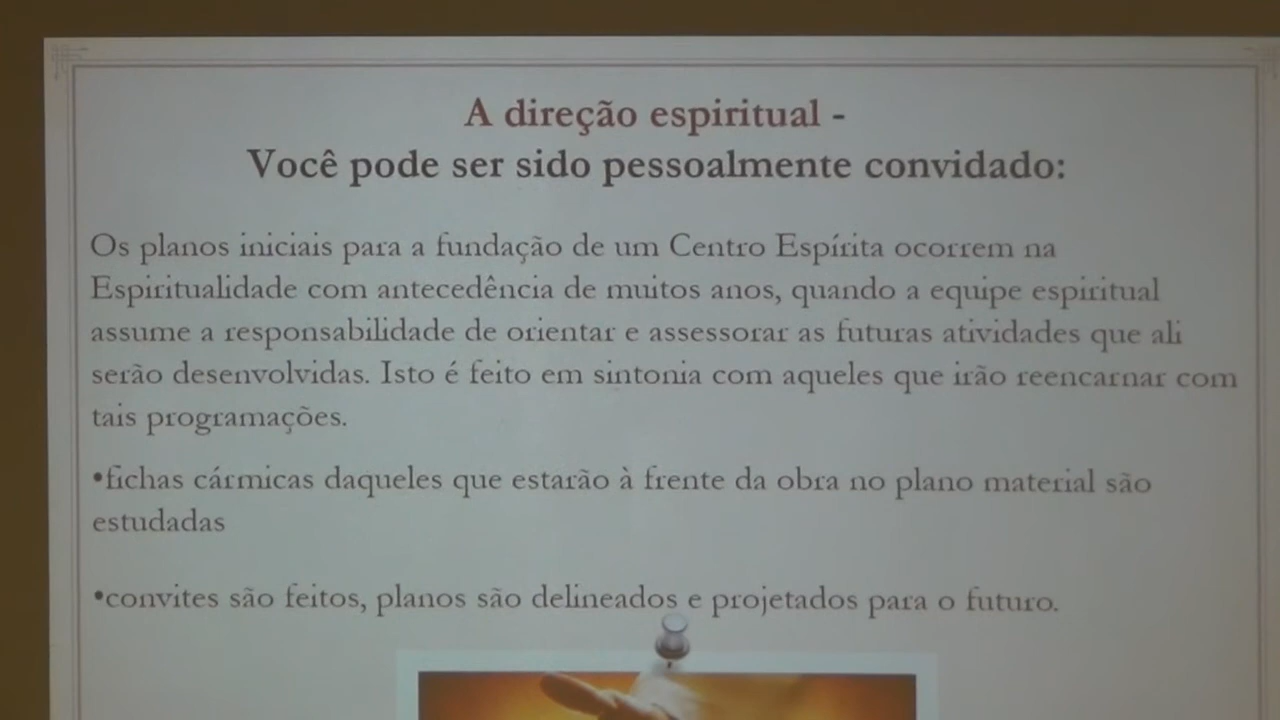 A direção espiritual -
Você pode ser sido pessoalmente convidado:
Os planos iniciais para a fundação de um Centro Espírita ocorrem na
Espiritualidade com antecedência de muitos anos, quando a equipe espiritual
assume a responsabilidade de orientar e assessorar as futuras atividades que ali
serão desenvolvidas. Isto é feito em sintonia com aqueles que irão reencarnar com
tais programações.
•fichas cármicas daqueles que estarão à frente da obra no plano material são
estudadas
•convites são feitos, planos são delineados e projetados para o futuro.